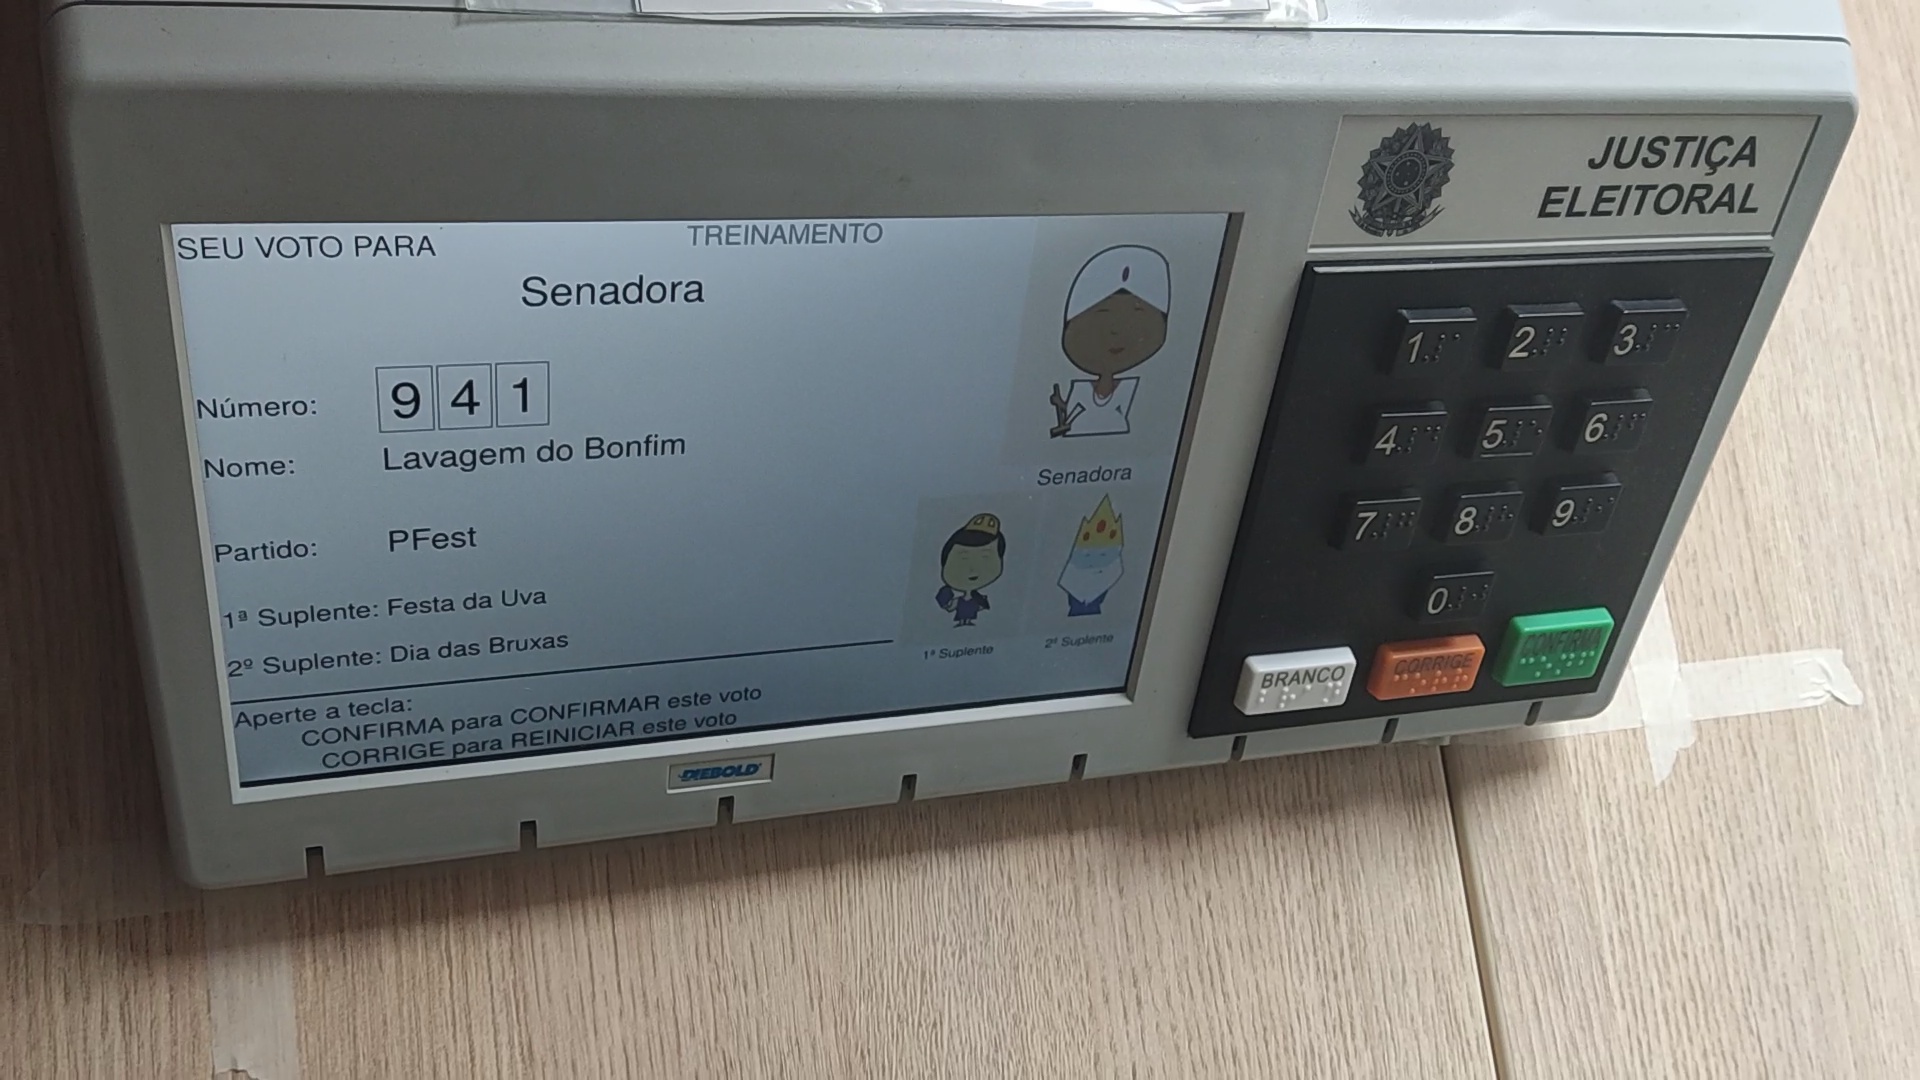 SEU VOTO PARA
TREINAMENTO
Senadora
Número: 9 4 1
Nome: Lavagem do Bonfim
Partido: PFest
1ª Suplente: Festa da Uva
2º Suplente: Dia das Bruxas
Senadora
1ª Suplente
2º Suplente
Aperte a tecla:
CONFIRMA para CONFIRMAR este voto
CORRIGE para REINICIAR este voto
DIEBOLD
JUSTIÇA
ELEITORAL
1 2 3
4 5 6
7 8 9
0
BRANCO CORRIGE CONFIRMA